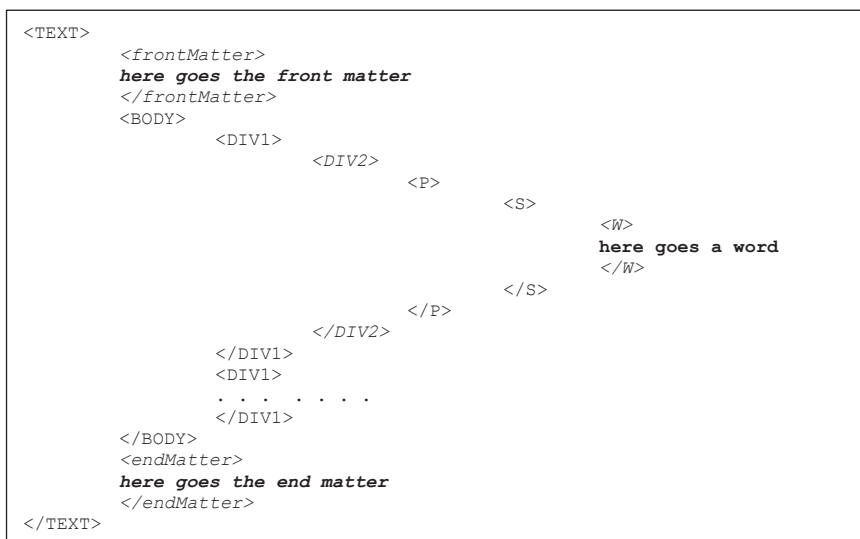 <TEXT>
<frontMatter>
here goes the front matter
</frontMatter>
<BODY>
<DIV1>
<DIV2>
<P>
<S>
<W>
here goes a word
</W>
</S>
</P>
</DIV2>
</DIV1>
<DIV1>
. . . . . . .
</DIV1>
</BODY>
<endMatter>
here goes the end matter
</endMatter>
</TEXT>